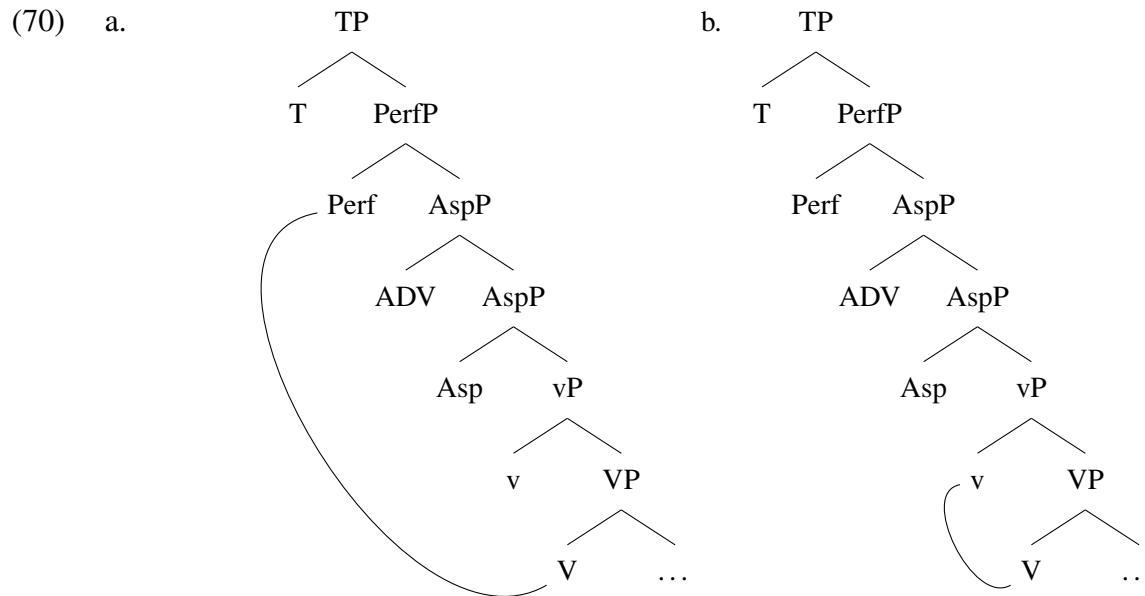 (70) a. TP b. TP
T PerfP T PerfP
Perf AspP Perf AspP
ADV AspP ADV AspP
Asp vP Asp vP
v VP v VP
V ... V ..